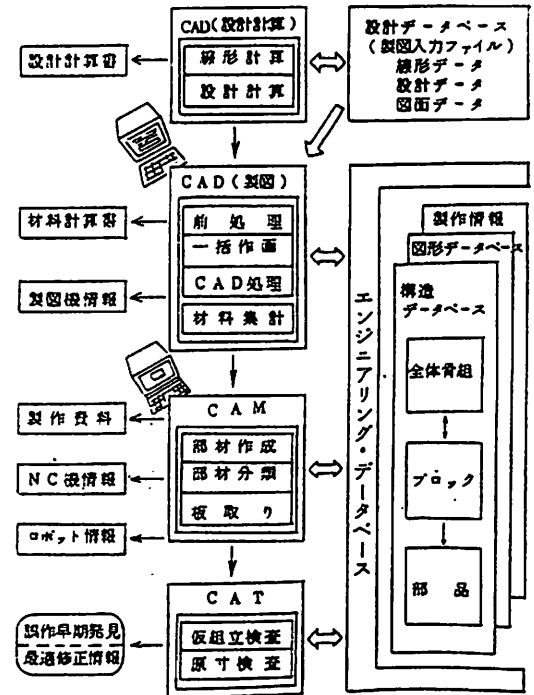 CAD(設計計算)
線形計算
設計計算
設計計算書
設計データベース
(製図入力ファイル)
線形データ
設計データ
図面データ
CAD(製図)
前処理
一括作画
CAD処理
材料集計
材料計算書
製図機情報
CAM
部材作成
部材分類
板取り
製作資料
NC機情報
ロボット情報
CAT
仮組立検査
原寸検査
誤作早期発見
最適修正情報
エンジニアリング・データベース
製作情報
図形データベース
構造
データベース
全体骨組
ブロック
部品